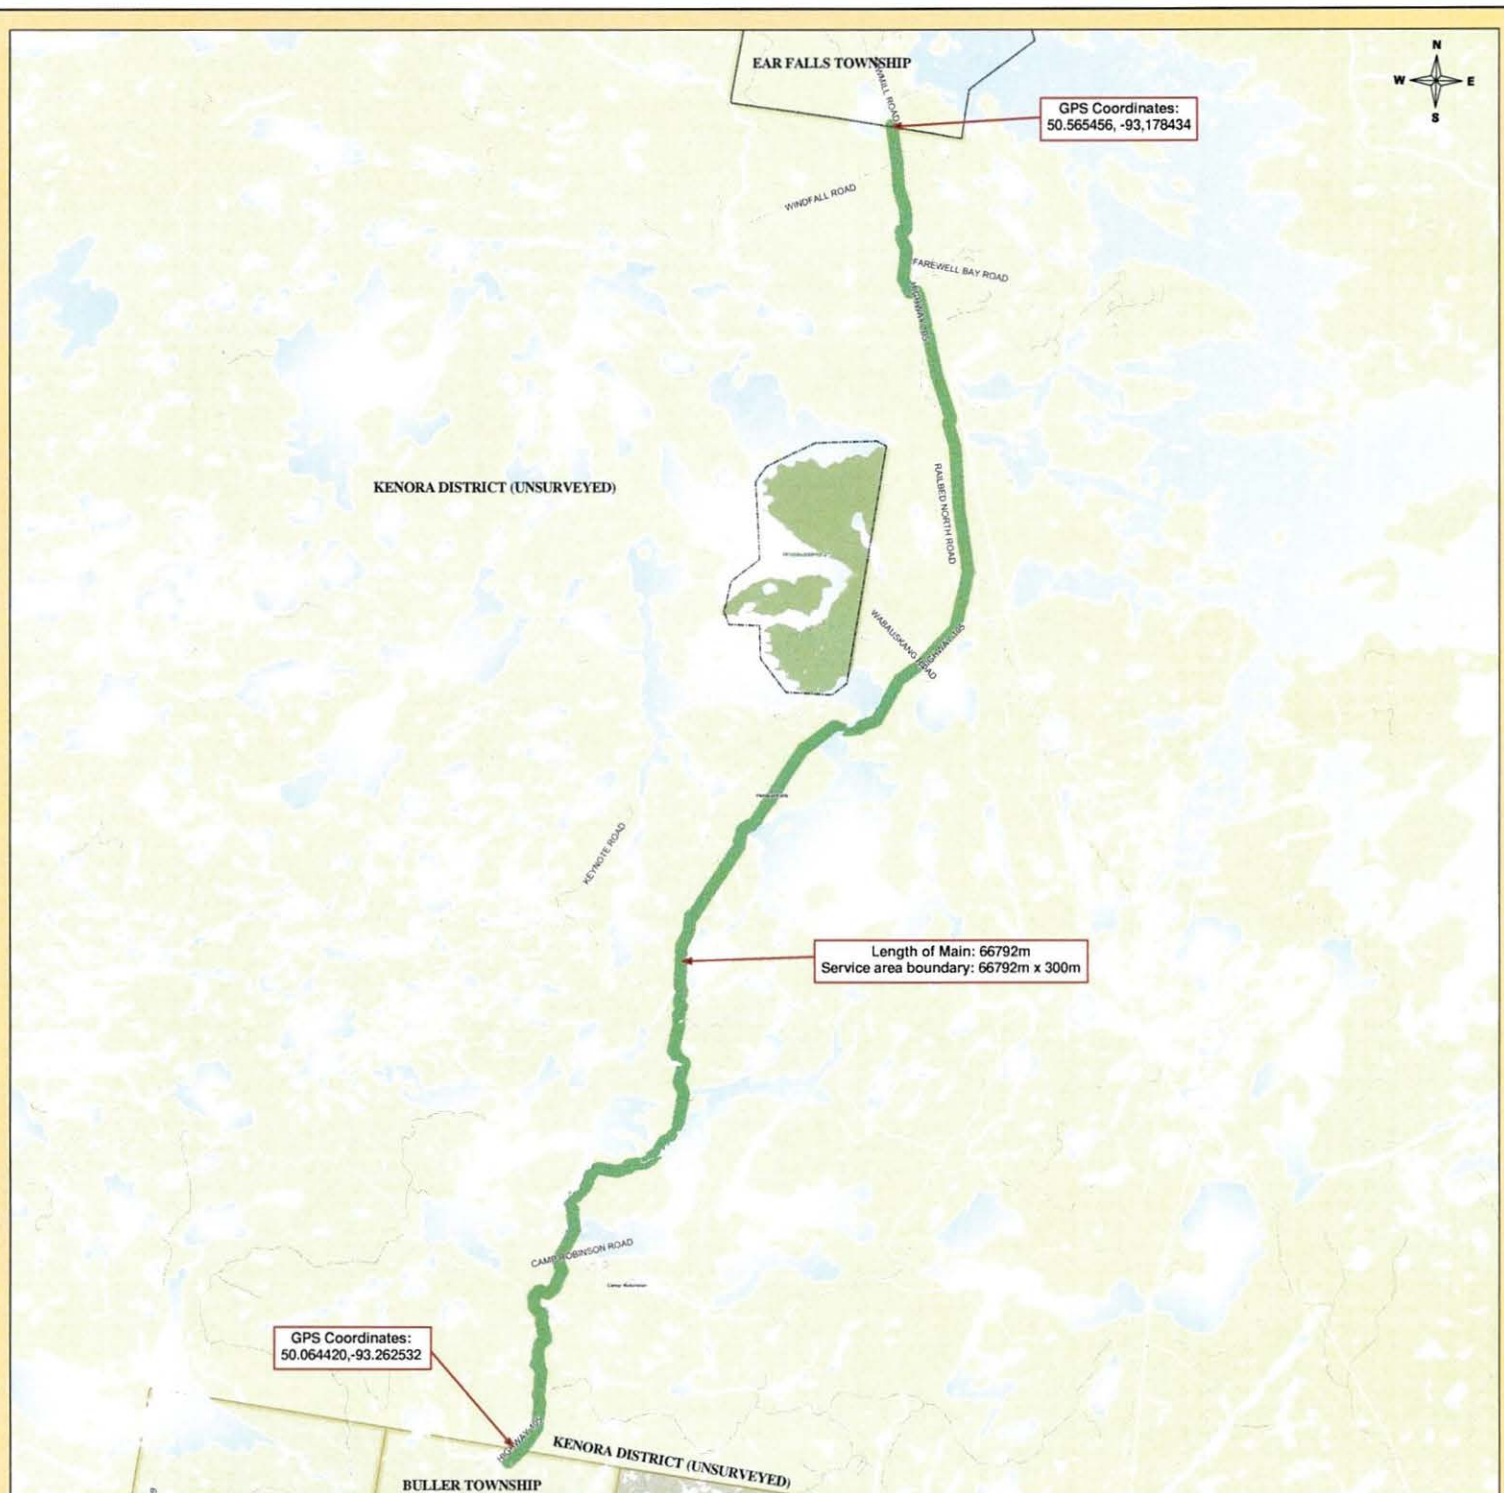 N
W E
S
EAR FALLS TOWNSHIP
GPS Coordinates:
50.565456, -93,178434
WINDFALL ROAD
FAREWELL BAY ROAD
KENORA DISTRICT (UNSURVEYED)
RAILBED NORTH ROAD
WABAUSKANG ROAD
KEYNOTE ROAD
Length of Main: 66792m
Service area boundary: 66792m x 300m
CAMP ROBINSON ROAD
Camp Robinson
GPS Coordinates:
50.064420,-93.262532
KENORA DISTRICT (UNSURVEYED)
BULLER TOWNSHIP